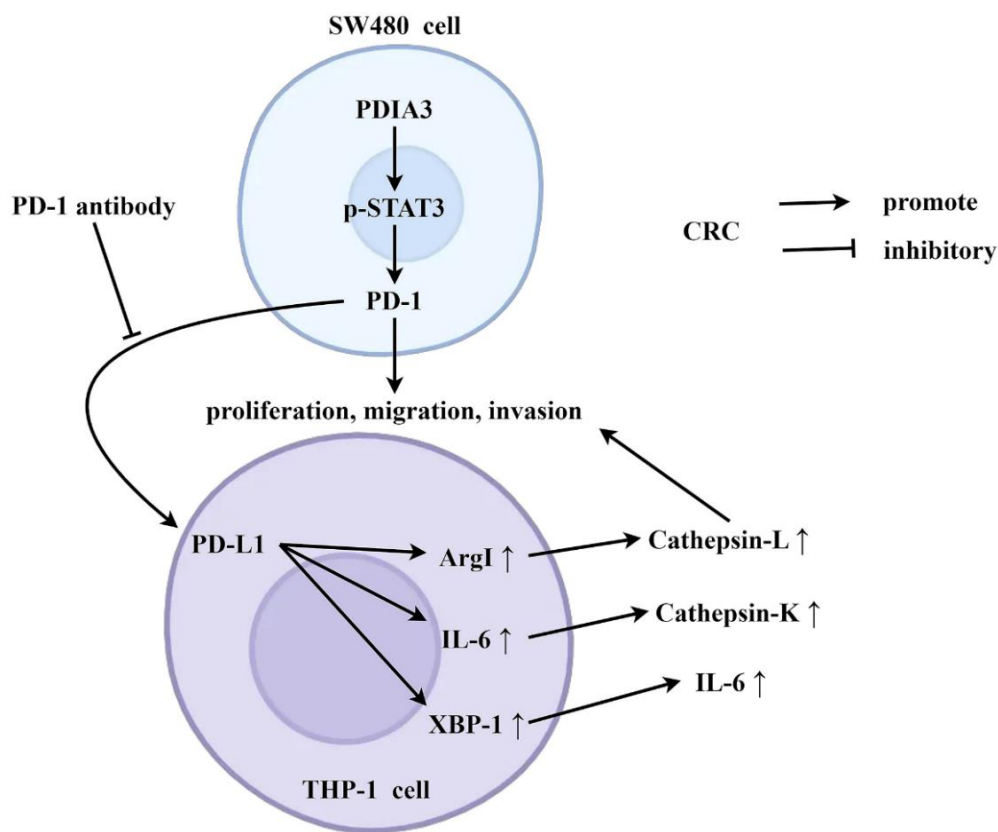 SW480 cell
PDIA3
p-STAT3
PD-1
PD-1 antibody
CRC
promote
inhibitory
proliferation, migration, invasion
PD-L1
ArgI ↑
IL-6 ↑
XBP-1 ↑
Cathepsin-L ↑
Cathepsin-K ↑
IL-6 ↑
THP-1 cell